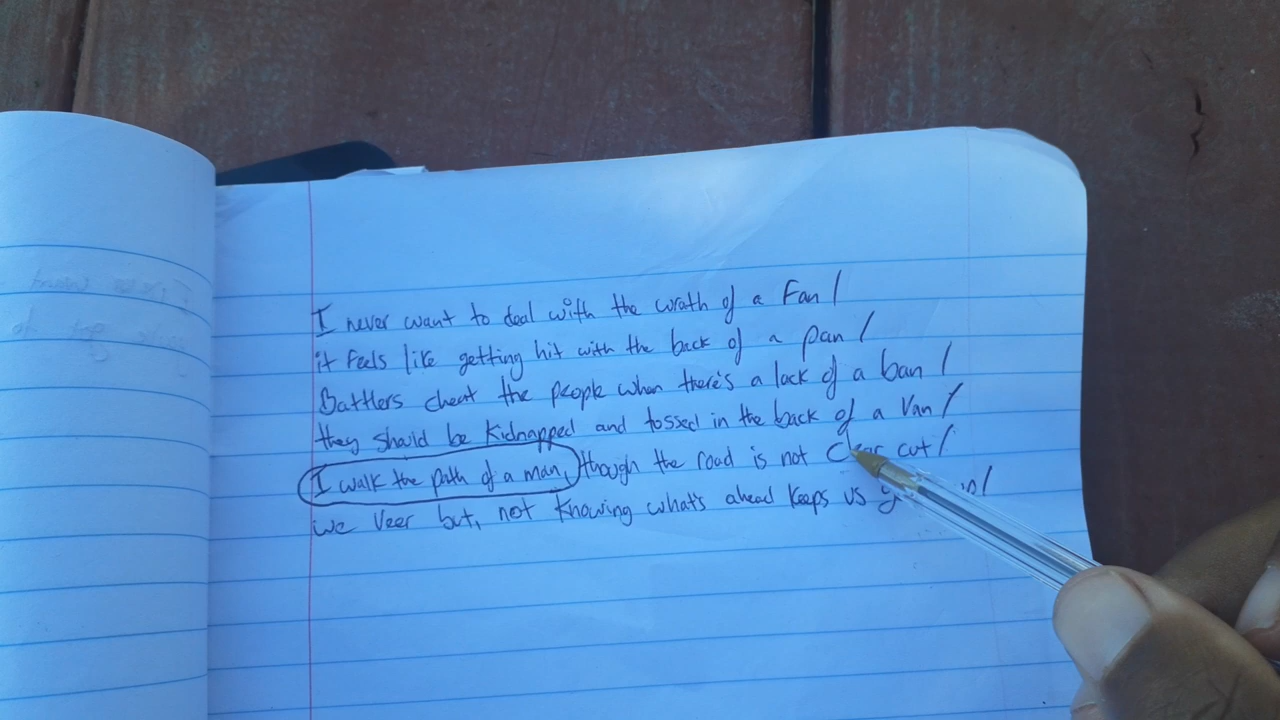 I never want to deal with the wrath of a Fan /
it feels like getting hit with the back of a pan /
Battlers cheat the people when there's a lack of a ban /
they should be kidnapped and tossed in the back of a Van /
I walk the path of a man, though the road is not clear cut /
we veer but, not knowing what's ahead keeps us /